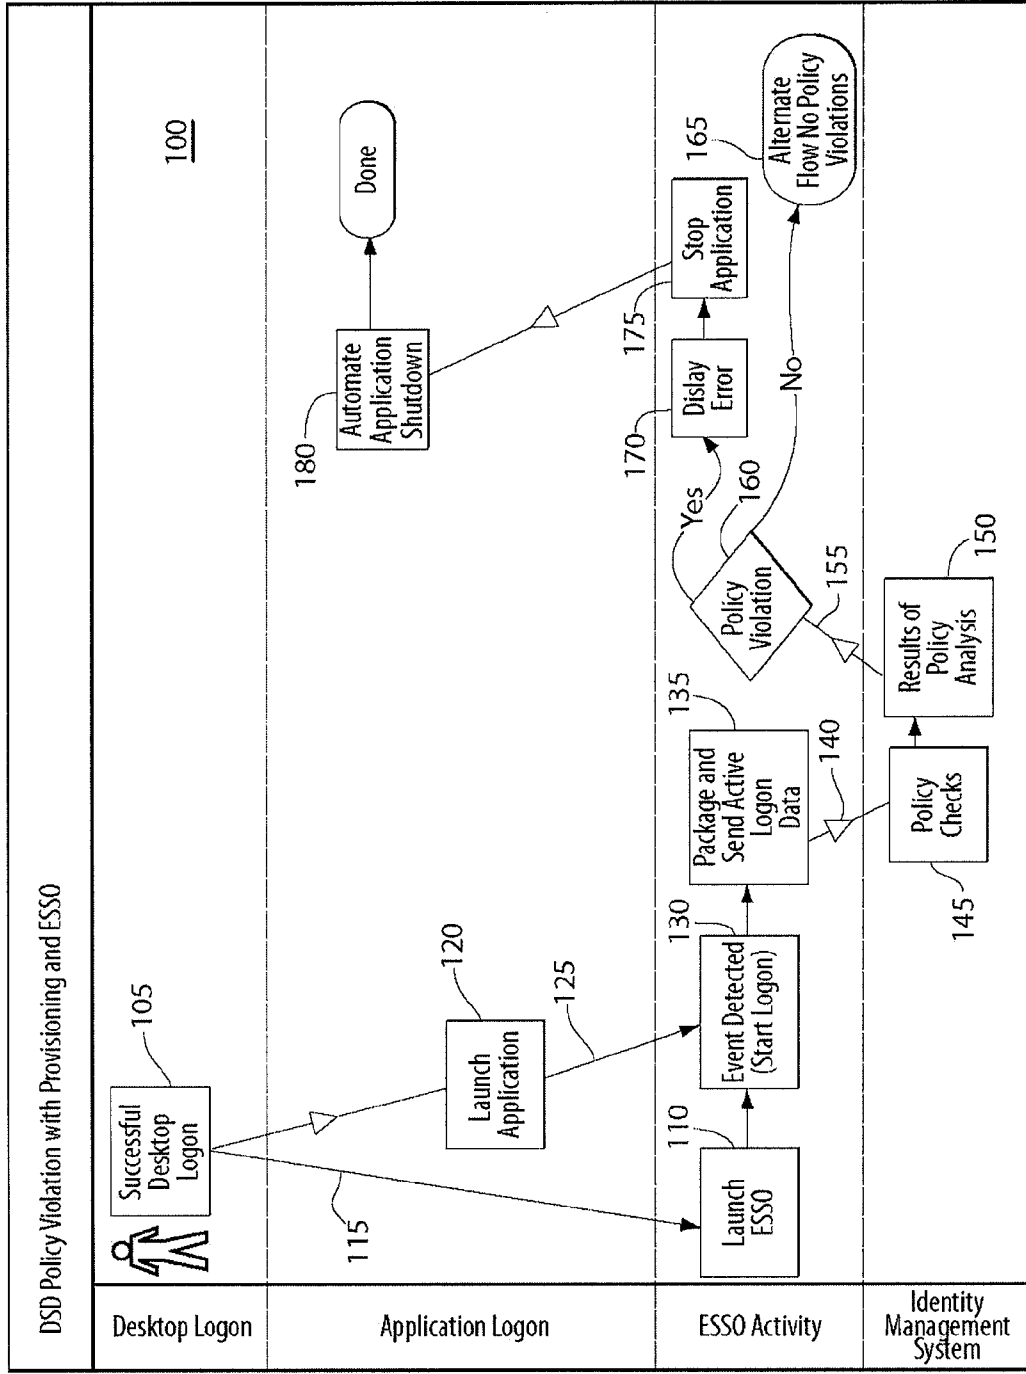 DSD Policy Violation with Provisioning and ESSO
Desktop Logon
Successful
Desktop
Logon
105
100
Application Logon
115
Launch
Application
120
125
Automate
Application
Shutdown
180
Done
ESSO Activity
Launch
ESSO
110
Event Detected
(Start Logon)
130
Package and
Send Active
Logon
Data
135
140
Policy
Violation
160
Yes
No
155
Dislay
Error
170
Stop
Application
175
Alternate
Flow No Policy
Violations
165
Identity
Management
System
Policy
Checks
145
Results of
Policy
Analysis
150